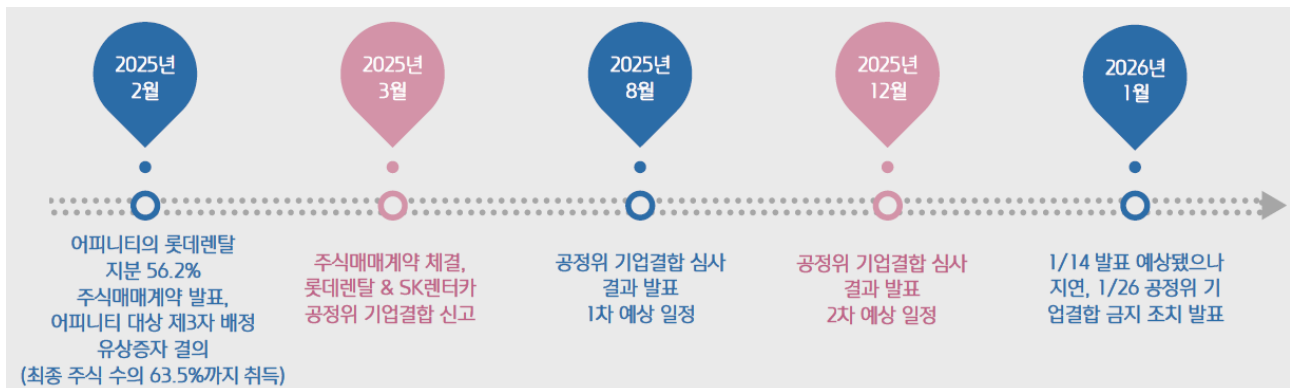 2025년
2월
2025년
3월
2025년
8월
2025년
12월
2026년
1월
어피니티의 롯데렌탈
지분 56.2%
주식매매계약 발표,
어피니티 대상 제3자 배정
유상증자 결의
(최종 주식 수의 63.5%까지 취득)
주식매매계약 체결,
롯데렌탈 & SK렌터카
공정위 기업결합 신고
공정위 기업결합 심사
결과 발표
1차 예상 일정
공정위 기업결합 심사
결과 발표
2차 예상 일정
1/14 발표 예상됐으나
지연, 1/26 공정위 기
업결합 금지 조치 발표